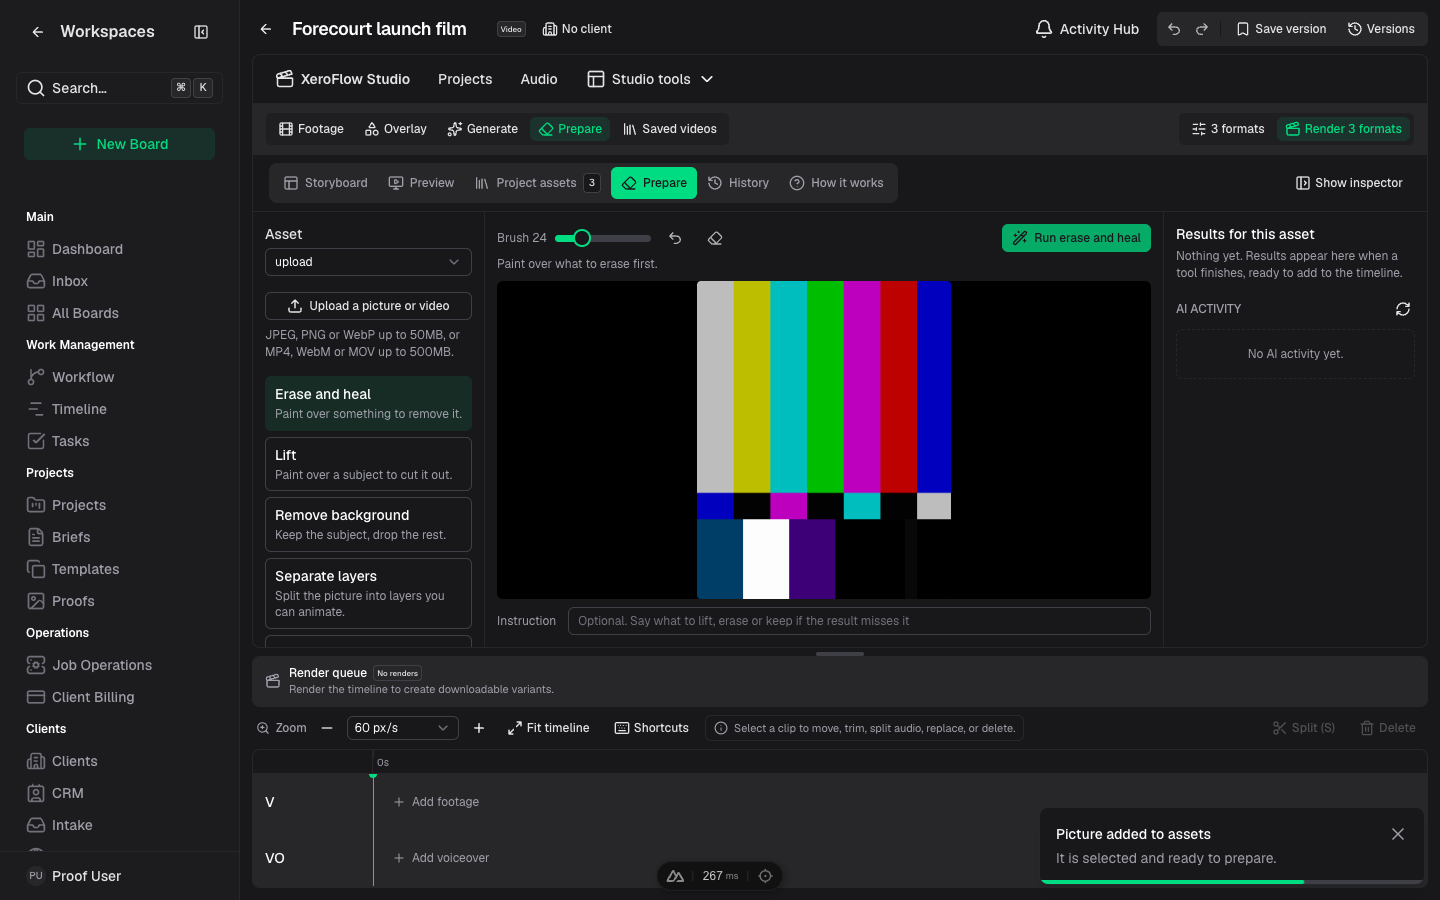 Workspaces
Search...
⌘ K
New Board
Main
Dashboard
Inbox
All Boards
Work Management
Workflow
Timeline
Tasks
Projects
Projects
Briefs
Templates
Proofs
Operations
Job Operations
Client Billing
Clients
Clients
CRM
Intake
PU Proof User
Forecourt launch film
Video
No client
Activity Hub
Save version
Versions
XeroFlow Studio
Projects
Audio
Studio tools
Footage
Overlay
Generate
Prepare
Saved videos
3 formats
Render 3 formats
Storyboard
Preview
Project assets 3
Prepare
History
How it works
Show inspector
Asset
upload
Upload a picture or video
JPEG, PNG or WebP up to 50MB, or
MP4, WebM or MOV up to 500MB.
Erase and heal
Paint over something to remove it.
Lift
Paint over a subject to cut it out.
Remove background
Keep the subject, drop the rest.
Separate layers
Split the picture into layers you
can animate.
Brush 24
Run erase and heal
Paint over what to erase first.
Instruction
Optional. Say what to lift, erase or keep if the result misses it
Results for this asset
Nothing yet. Results appear here when a
tool finishes, ready to add to the timeline.
AI ACTIVITY
No AI activity yet.
Render queue
No renders
Render the timeline to create downloadable variants.
Zoom
60 px/s
Fit timeline
Shortcuts
Select a clip to move, trim, split audio, replace, or delete.
Split (S)
Delete
0s
V
Add footage
VO
Add voiceover
267 ms
Picture added to assets
It is selected and ready to prepare.